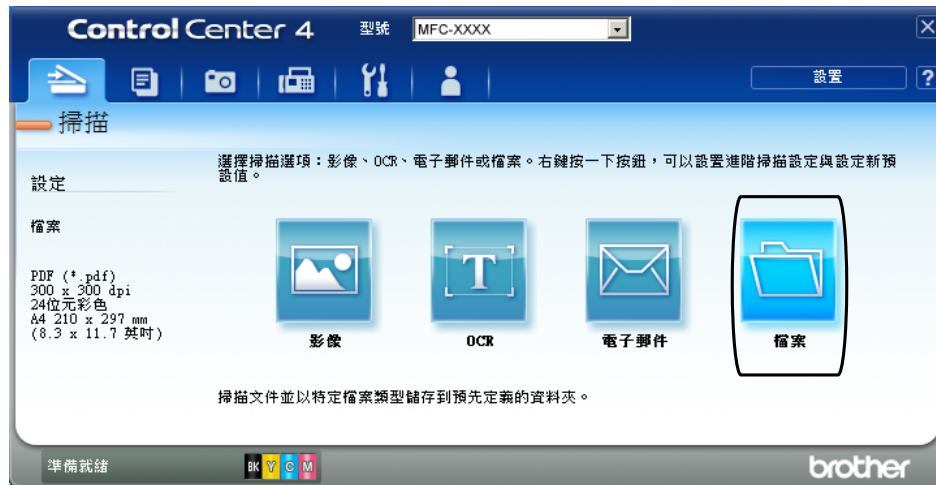 Control Center 4 型號 MFC-XXXX X
設置 ?
掃描
選擇掃描選項：影像、OCR、電子郵件或檔案。右鍵按一下按鈕，可以設置進階掃描設定與設定新預
設值。
設定
檔案
PDF (*.pdf)
300 x 300 dpi
24位元彩色
A4 210 x 297 mm
(8.3 x 11.7 英吋)
T
影像 OCR 電子郵件 檔案
掃描文件並以特定檔案類型儲存到預先定義的資料夾。
準備就緒 BK Y C M brother